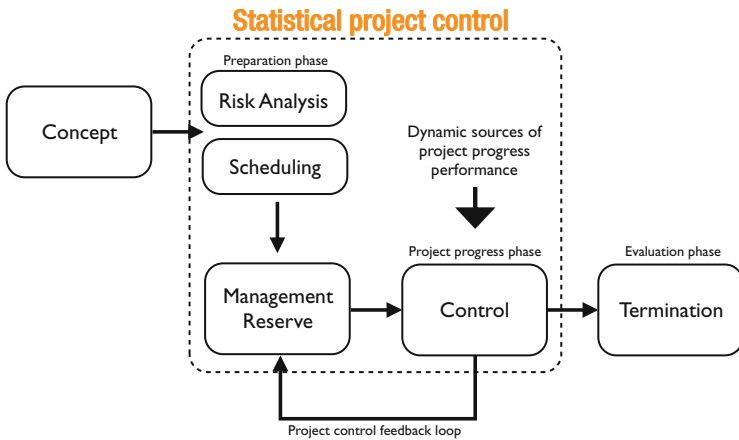 Statistical project control
Preparation phase
Risk Analysis
Concept
Scheduling
Dynamic sources of
project progress
performance
Project progress phase
Evaluation phase
Management
Reserve
Control
Termination
Project control feedback loop